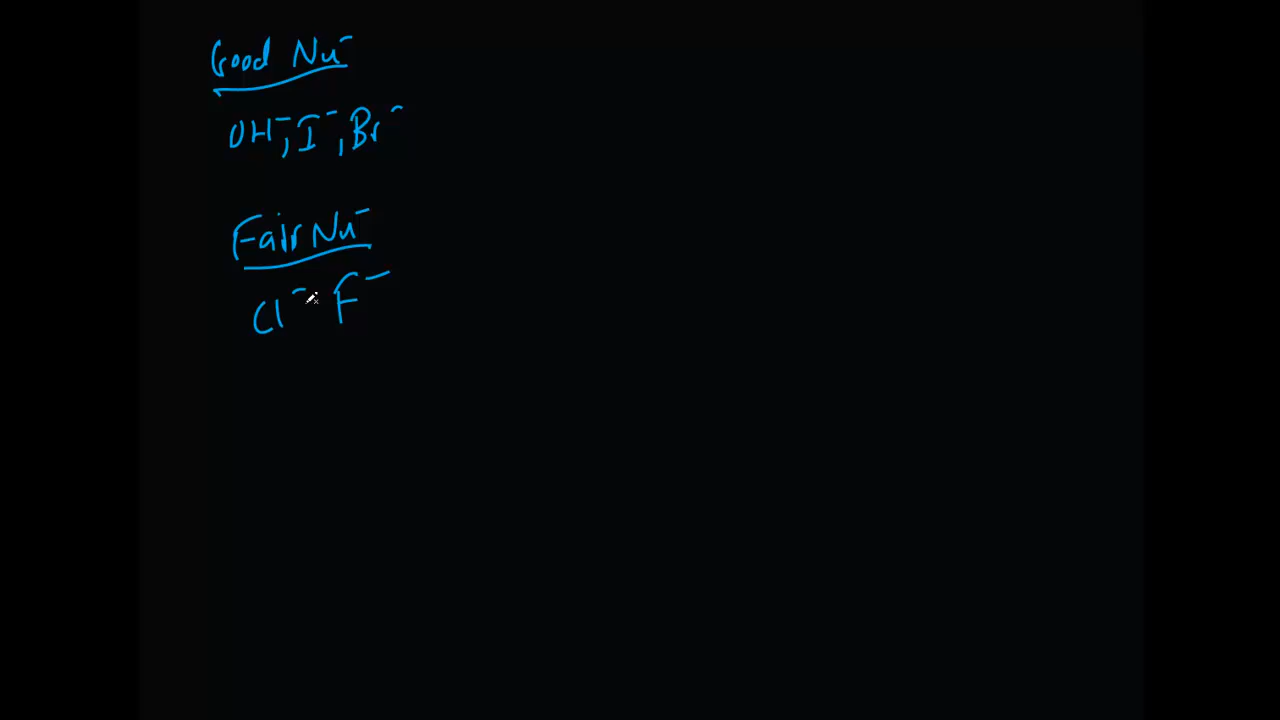 Good Nu⁻
OH⁻, I⁻, Br⁻
Fair Nu⁻
Cl⁻ F⁻